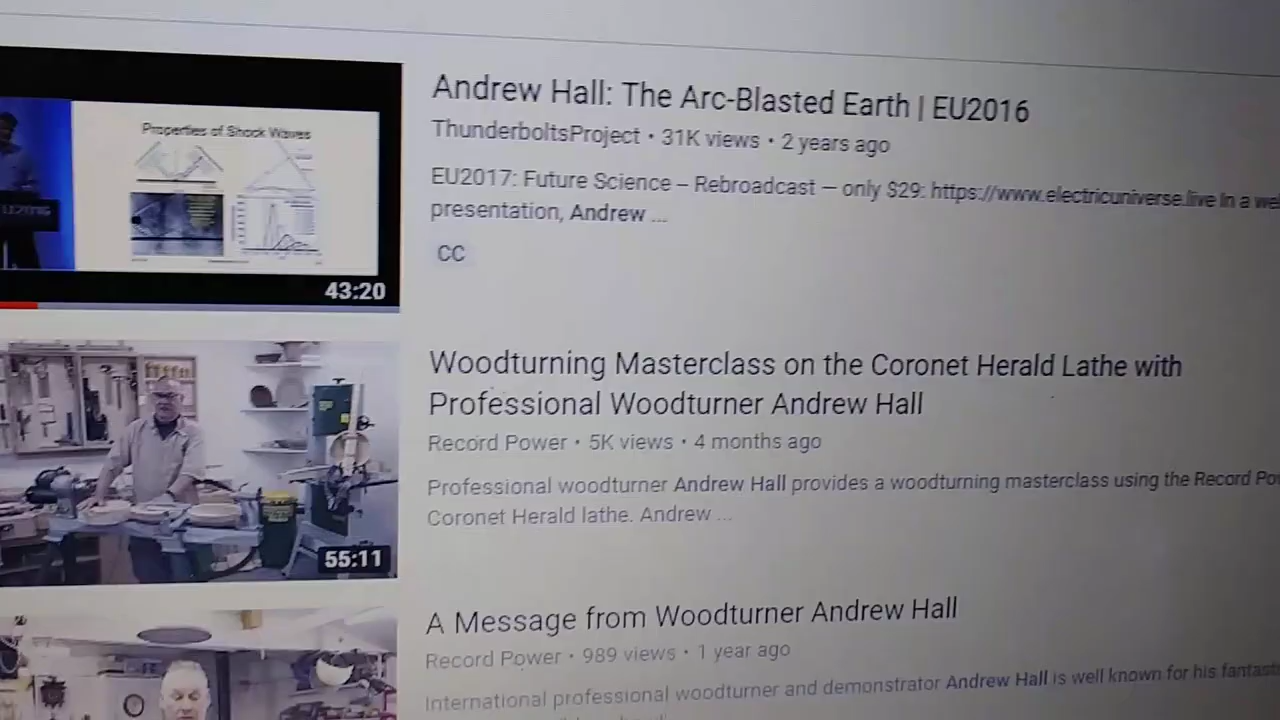 Andrew Hall: The Arc-Blasted Earth | EU2016
ThunderboltsProject • 31K views • 2 years ago
EU2017: Future Science – Rebroadcast – only $29: https://www.electricuniverse.live In a
presentation, Andrew ...
CC
Properties of Shock Waves
EU2016
43:20
Woodturning Masterclass on the Coronet Herald Lathe with
Professional Woodturner Andrew Hall
Record Power • 5K views • 4 months ago
Professional woodturner Andrew Hall provides a woodturning masterclass using the Record
Coronet Herald lathe. Andrew ...
55:11
A Message from Woodturner Andrew Hall
Record Power • 989 views • 1 year ago
International professional woodturner and demonstrator Andrew Hall is well known for his